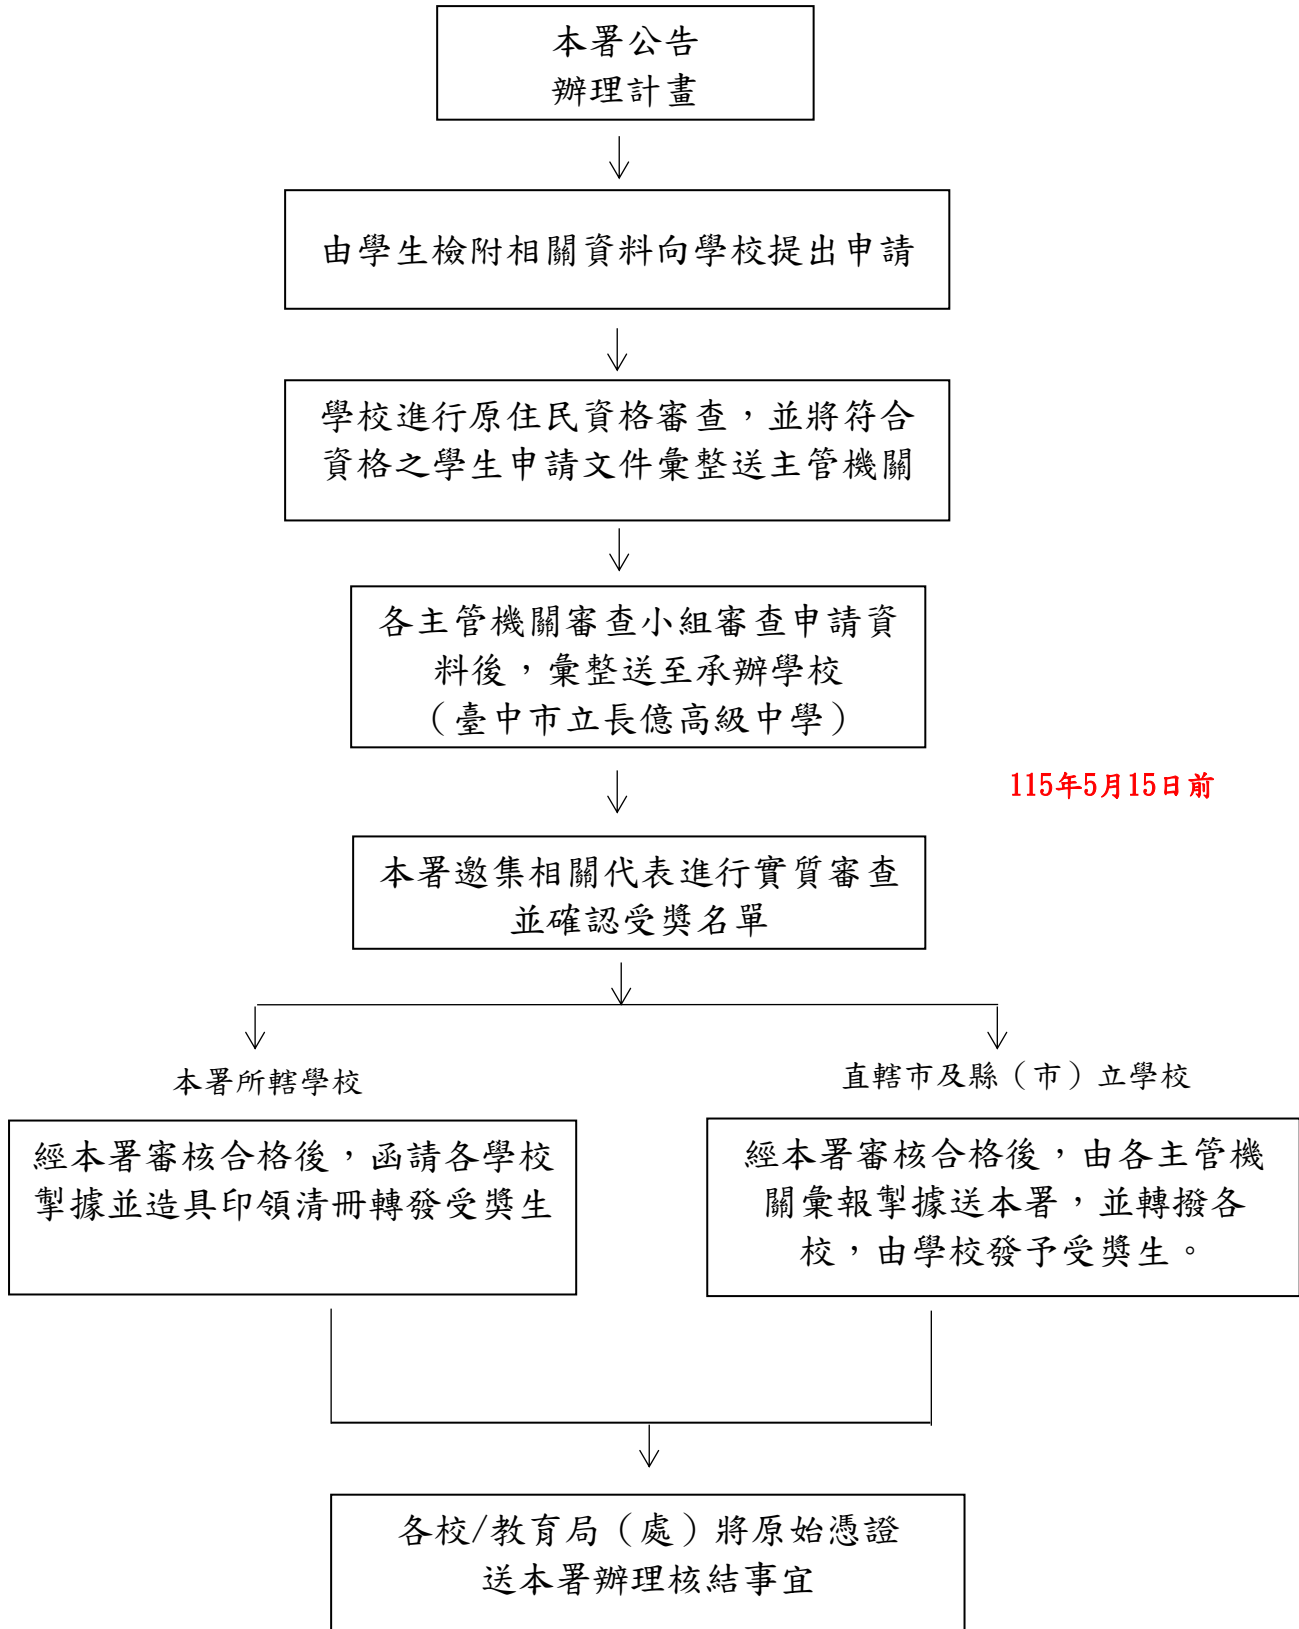 本署公告
辦理計畫
由學生檢附相關資料向學校提出申請
學校進行原住民資格審查，並將符合
資格之學生申請文件彙整送主管機關
各主管機關審查小組審查申請資
料後，彙整送至承辦學校
（臺中市立長億高級中學）
115年5月15日前
本署邀集相關代表進行實質審查
並確認受獎名單
本署所轄學校
直轄市及縣（市）立學校
經本署審核合格後，函請各學校
掣據並造具印領清冊轉發受獎生
經本署審核合格後，由各主管機
關彙報掣據送本署，並轉撥各
校，由學校發予受獎生。
各校/教育局（處）將原始憑證
送本署辦理核結事宜